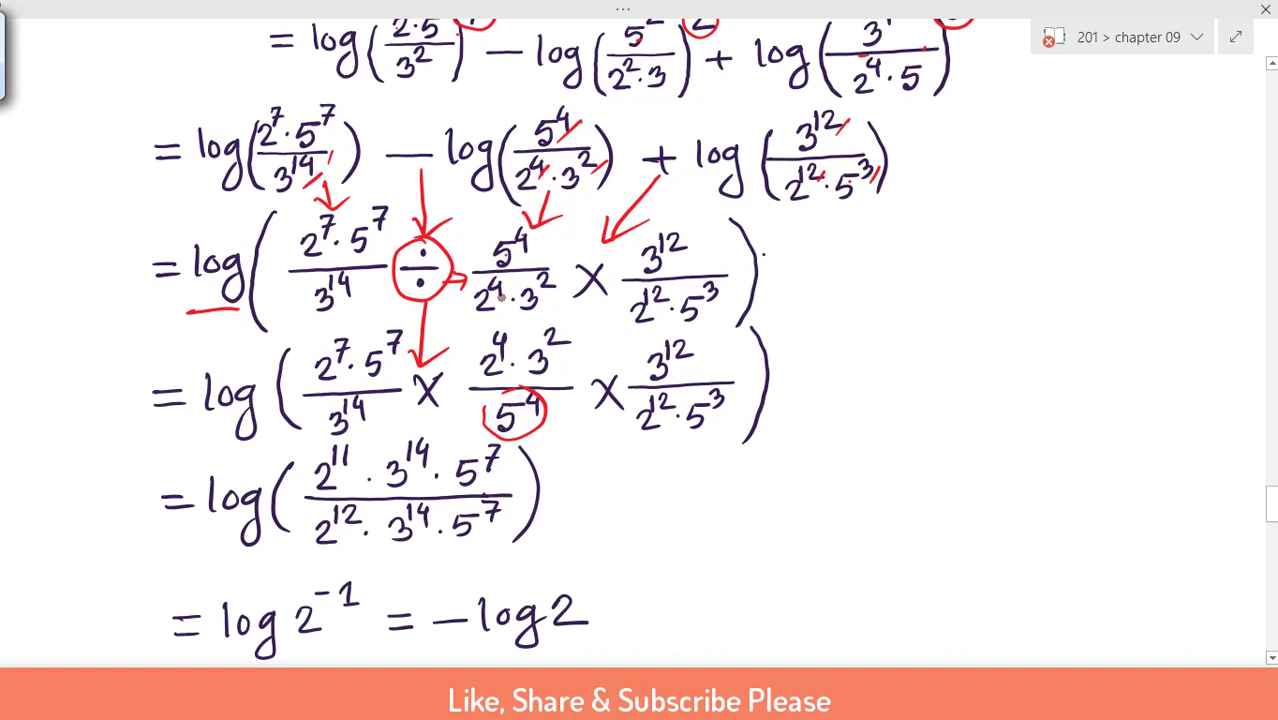 201 > chapter 09
= log(2·5/3²) − log(5²/2²·3) + log(3/2⁴·5)
= log(2⁷·5⁷/3¹⁴) − log(5⁴/2⁴·3²) + log(3¹²/2¹²·5³)
= log(2⁷·5⁷/3¹⁴ ÷ 5⁴/2⁴·3² × 3¹²/2¹²·5³)
= log(2⁷·5⁷/3¹⁴ × 2⁴·3²/5⁴ × 3¹²/2¹²·5³)
= log(2¹¹·3¹⁴·5⁷/2¹²·3¹⁴·5⁷)
= log 2⁻¹ = −log 2
Like, Share & Subscribe Please